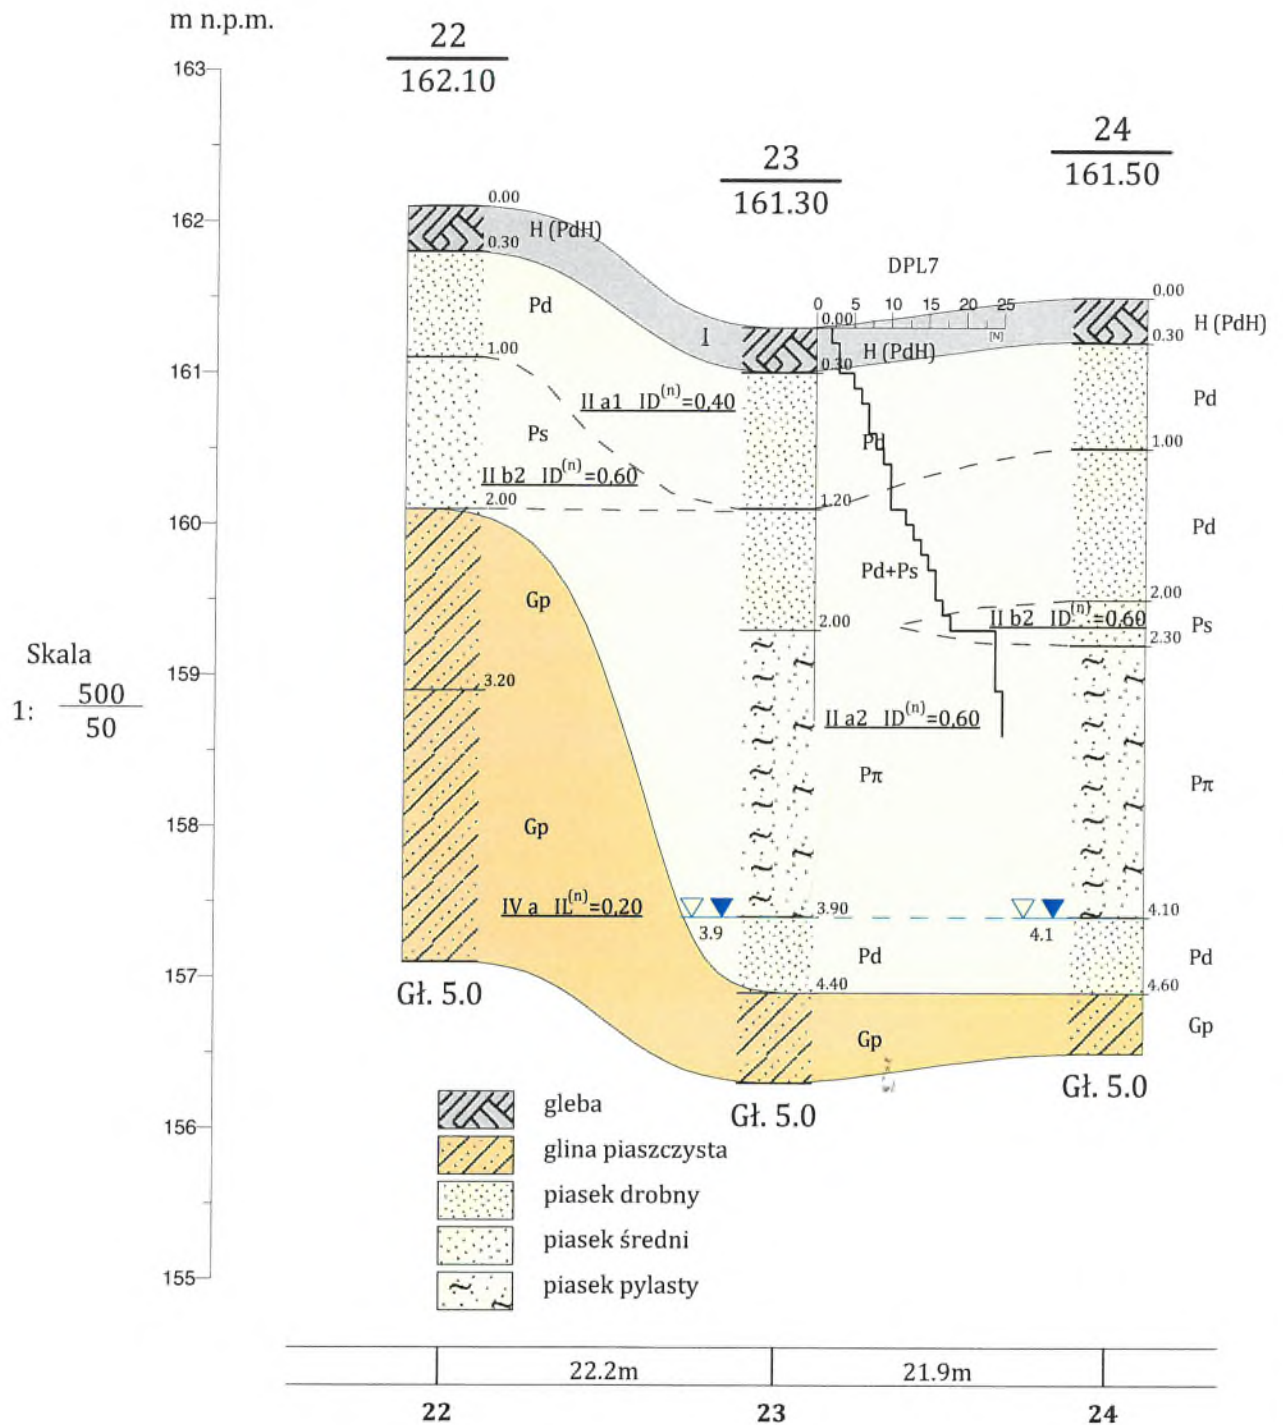 m n.p.m.
22
162.10
163
23
161.30
24
161.50
0.00
H (PdH)
0.30
162
DPL7
0 5 10 15 20 25
[N]
0.00
0.00
H (PdH)
0.30
Pd
I
H (PdH)
0.30
161
1.00
II a1 ID(n)=0,40
Pd
Ps
Pd
1.00
II b2 ID(n)=0,60
2.00
1.20
160
Pd
Pd+Ps
Gp
2.00
2.00
II b2 ID(n)=0,60
Ps
2.30
Skala
1: 500
50
159
3.20
II a2 ID(n)=0,60
Pπ
Pπ
158
Gp
IV a IL(n)=0,20
3.90
4.10
3.9
4.1
Pd
Pd
157
4.40
4.60
Gł. 5.0
Gp
Gp
Gł. 5.0
Gł. 5.0
156
gleba
glina piaszczysta
piasek drobny
piasek średni
piasek pylasty
155
22.2m
21.9m
22
23
24